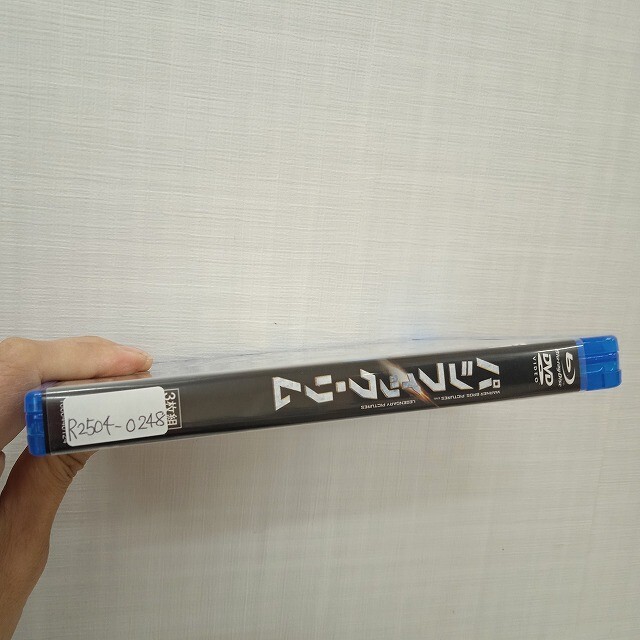 DVD
VIDEO
パシフィック・リム
WARNER BROS. PICTURES AND
LEGENDARY PICTURES
3枚組
R2504-0248